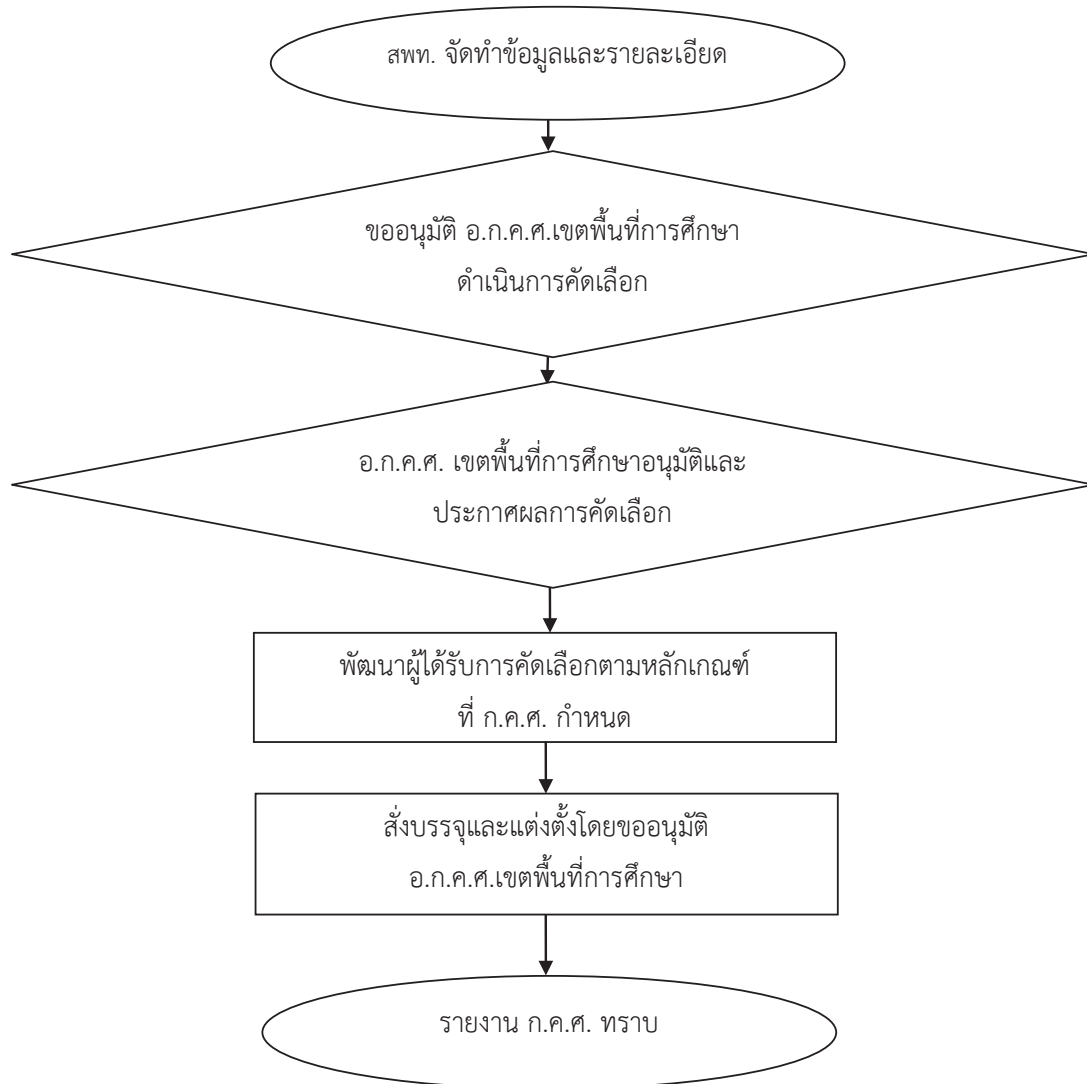 สพท. จัดทำข้อมูลและรายละเอียด
ขออนุมัติ อ.ก.ค.ศ.เขตพื้นที่การศึกษา
ดำเนินการคัดเลือก
อ.ก.ค.ศ. เขตพื้นที่การศึกษาอนุมัติและ
ประกาศผลการคัดเลือก
พัฒนาผู้ได้รับการคัดเลือกตามหลักเกณฑ์
ที่ ก.ค.ศ. กำหนด
สั่งบรรจุและแต่งตั้งโดยขออนุมัติ
อ.ก.ค.ศ.เขตพื้นที่การศึกษา
รายงาน ก.ค.ศ. ทราบ